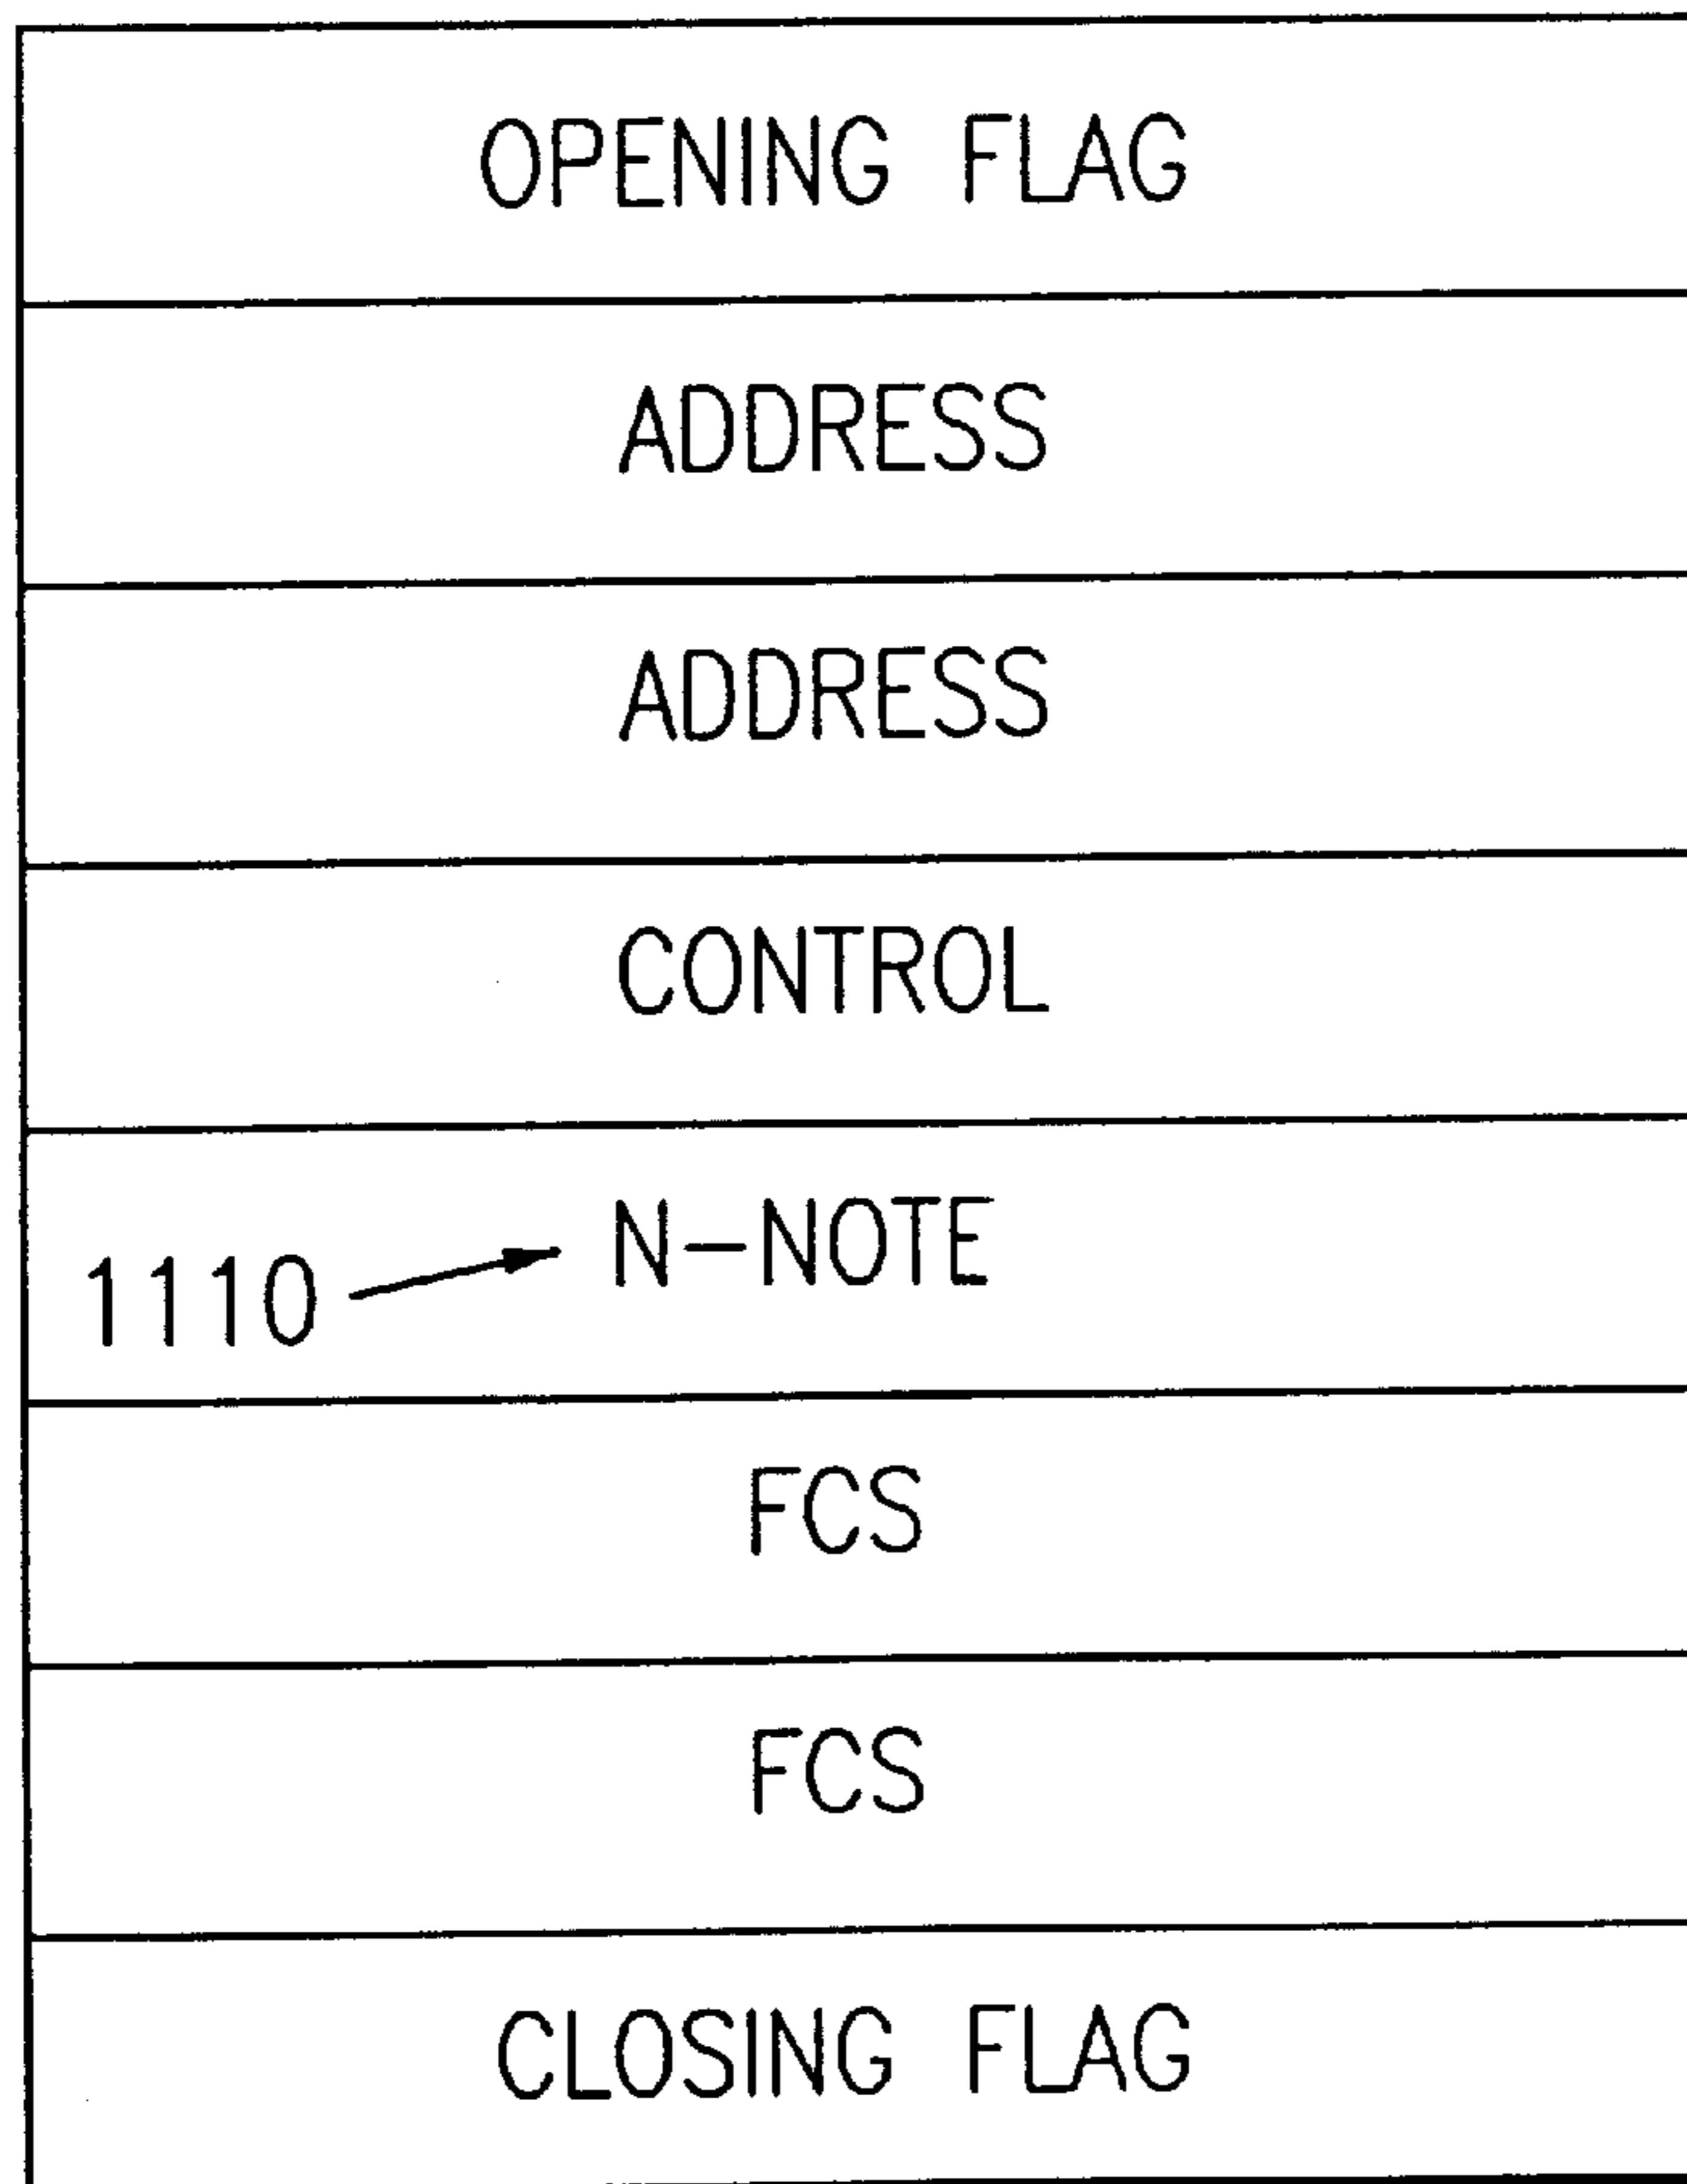 OPENING FLAG
ADDRESS
ADDRESS
CONTROL
1110 N-NOTE
FCS
FCS
CLOSING FLAG